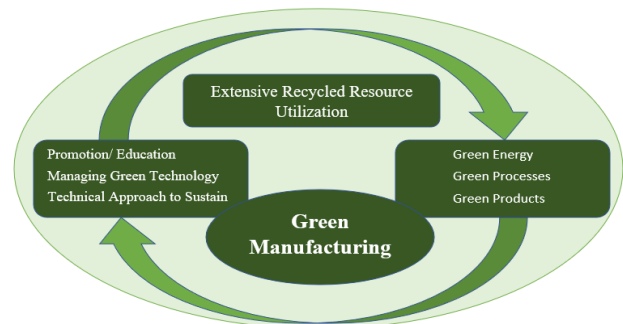 Extensive Recycled Resource
Utilization
Promotion/ Education
Managing Green Technology
Technical Approach to Sustain
Green Energy
Green Processes
Green Products
Green
Manufacturing